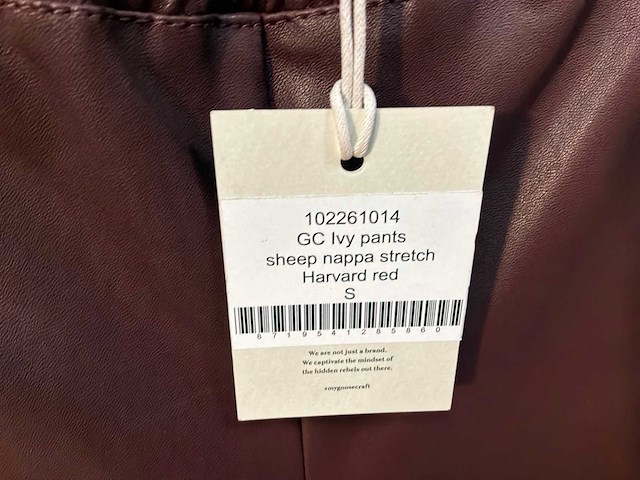 102261014
GC Ivy pants
sheep nappa stretch
Harvard red
S
8719541285860
We are not just a brand.
We captivate the mindset of
the hidden rebels out there.
#mygoosecraft